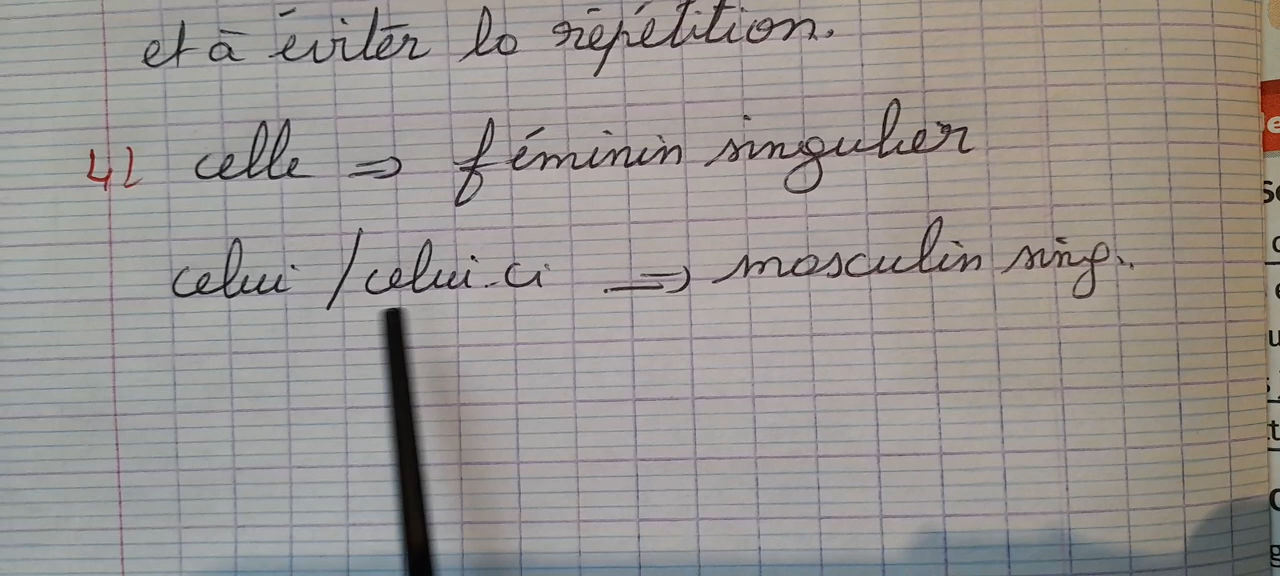 et à éviter la répétition.
4) celle ⇒ féminin singulier
celui / celui-ci ⇒ masculin sing.